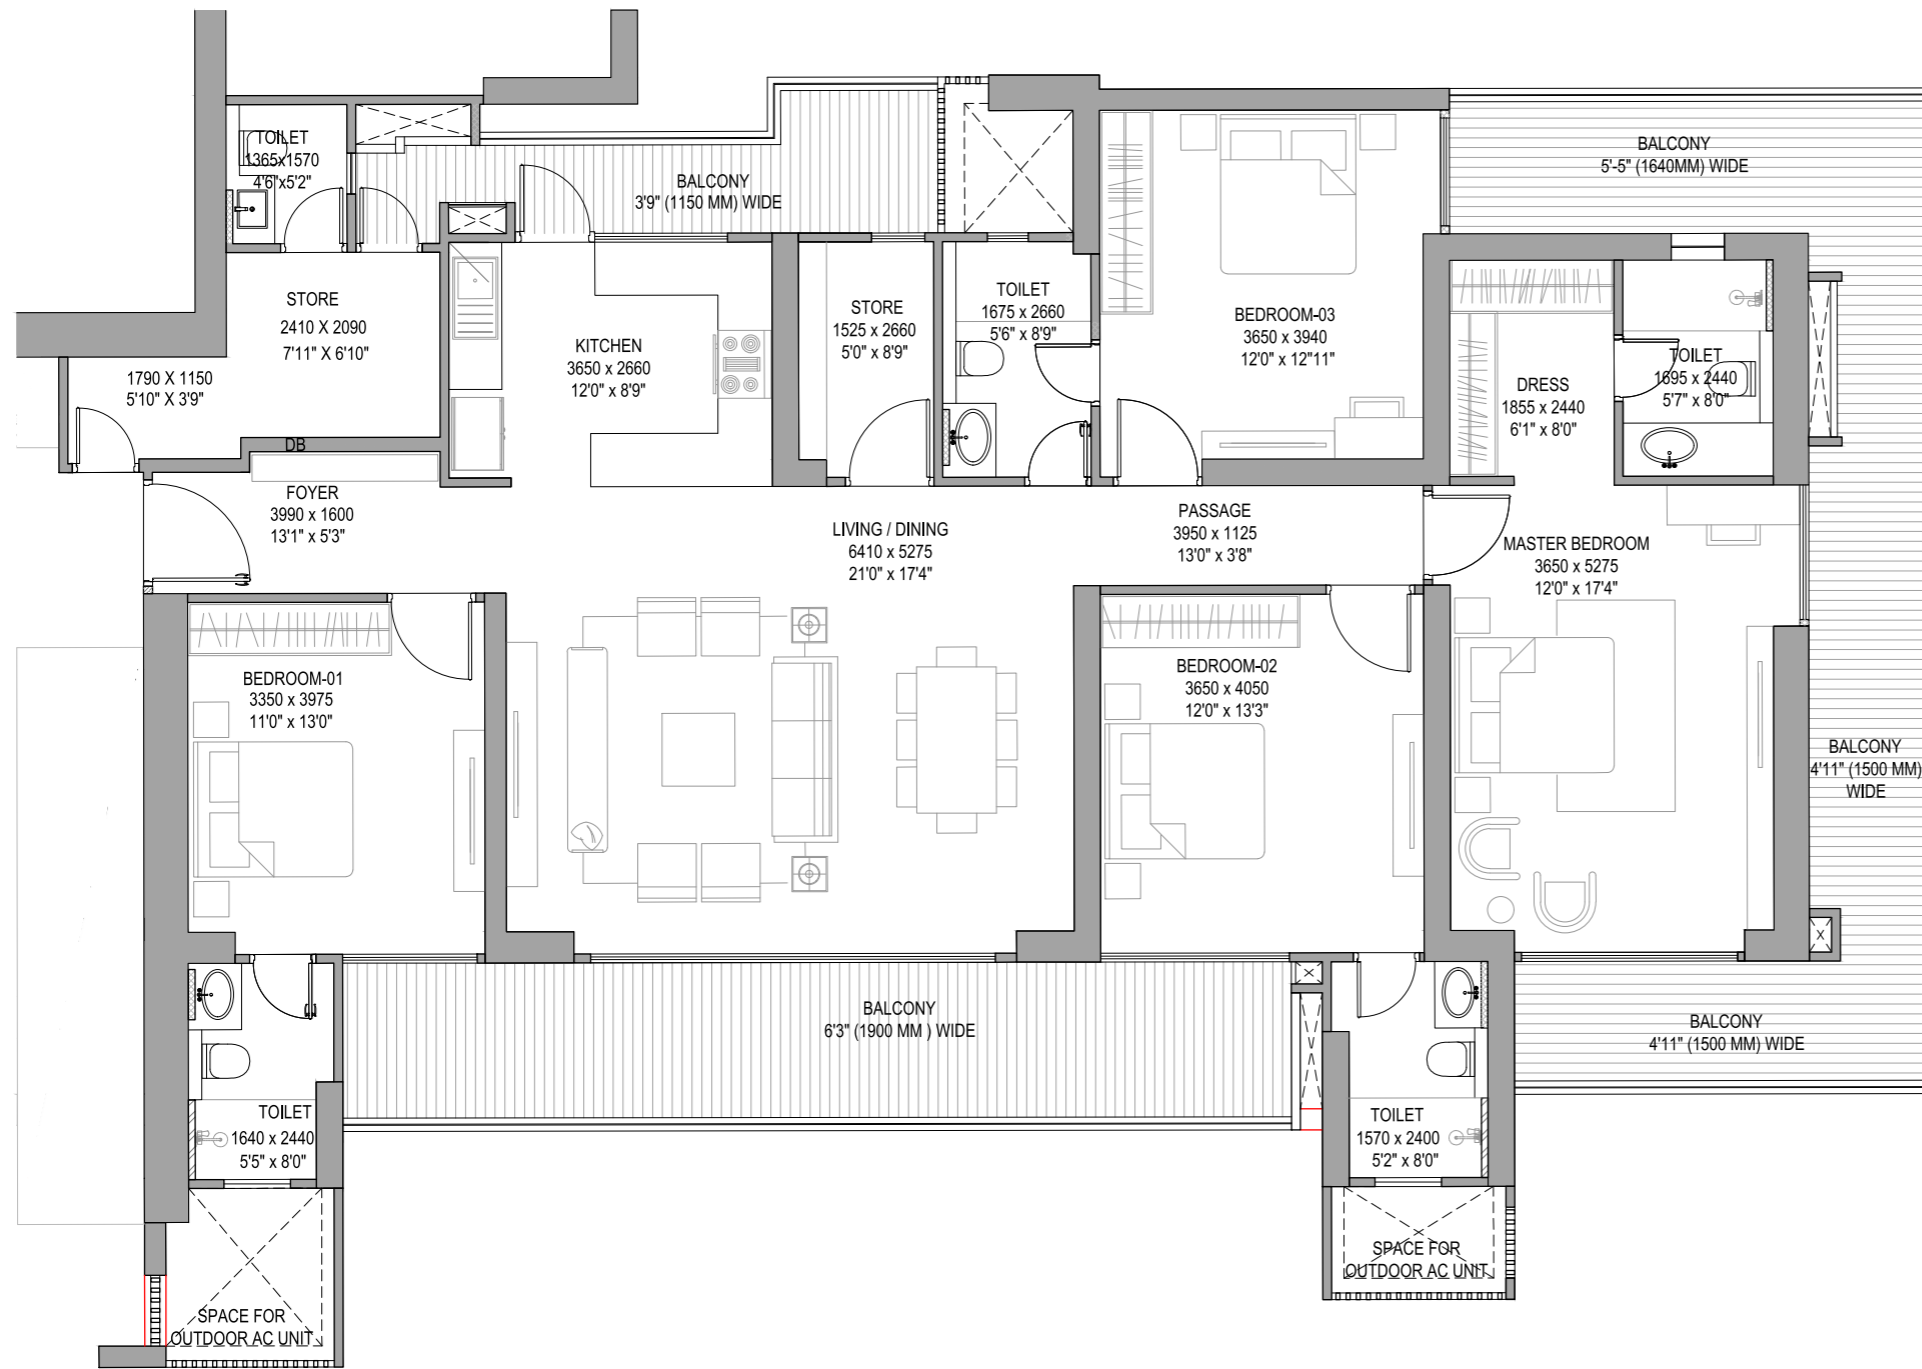 TOILET
1365x1570
4'6"x5'2"
BALCONY
3'9" (1150 MM) WIDE
BALCONY
5'-5" (1640MM) WIDE
STORE
2410 X 2090
7'11" X 6'10"
1790 X 1150
5'10" X 3'9"
KITCHEN
3650 x 2660
12'0" x 8'9"
STORE
1525 x 2660
5'0" x 8'9"
TOILET
1675 x 2660
5'6" x 8'9"
BEDROOM-03
3650 x 3940
12'0" x 12"11"
DRESS
1855 x 2440
6'1" x 8'0"
TOILET
1695 x 2440
5'7" x 8'0"
DB
FOYER
3990 x 1600
13'1" x 5'3"
LIVING / DINING
6410 x 5275
21'0" x 17'4"
PASSAGE
3950 x 1125
13'0" x 3'8"
MASTER BEDROOM
3650 x 5275
12'0" x 17'4"
BEDROOM-01
3350 x 3975
11'0" x 13'0"
BEDROOM-02
3650 x 4050
12'0" x 13'3"
BALCONY
4'11" (1500 MM)
WIDE
BALCONY
6'3" (1900 MM ) WIDE
BALCONY
4'11" (1500 MM) WIDE
TOILET
1640 x 2440
5'5" x 8'0"
TOILET
1570 x 2400
5'2" x 8'0"
SPACE FOR
OUTDOOR AC UNIT
SPACE FOR
OUTDOOR AC UNIT